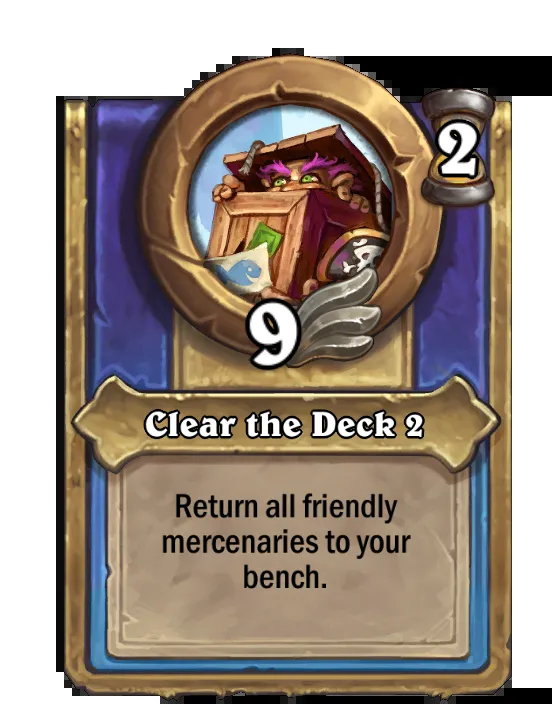 2
9
Clear the Deck 2
Return all friendly
mercenaries to your
bench.